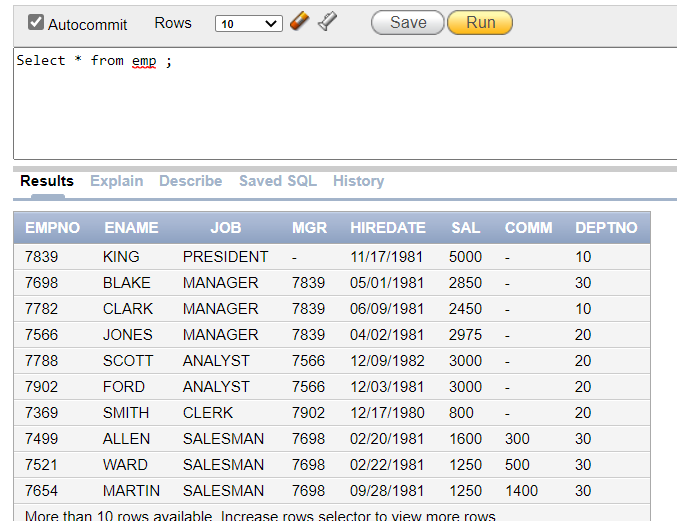 Autocommit Rows 10 Save Run
Select * from emp ;
Results Explain Describe Saved SQL History
EMPNO ENAME JOB MGR HIREDATE SAL COMM DEPTNO
7839 KING PRESIDENT - 11/17/1981 5000 - 10
7698 BLAKE MANAGER 7839 05/01/1981 2850 - 30
7782 CLARK MANAGER 7839 06/09/1981 2450 - 10
7566 JONES MANAGER 7839 04/02/1981 2975 - 20
7788 SCOTT ANALYST 7566 12/09/1982 3000 - 20
7902 FORD ANALYST 7566 12/03/1981 3000 - 20
7369 SMITH CLERK 7902 12/17/1980 800 - 20
7499 ALLEN SALESMAN 7698 02/20/1981 1600 300 30
7521 WARD SALESMAN 7698 02/22/1981 1250 500 30
7654 MARTIN SALESMAN 7698 09/28/1981 1250 1400 30
More than 10 rows available. Increase rows selector to view more rows